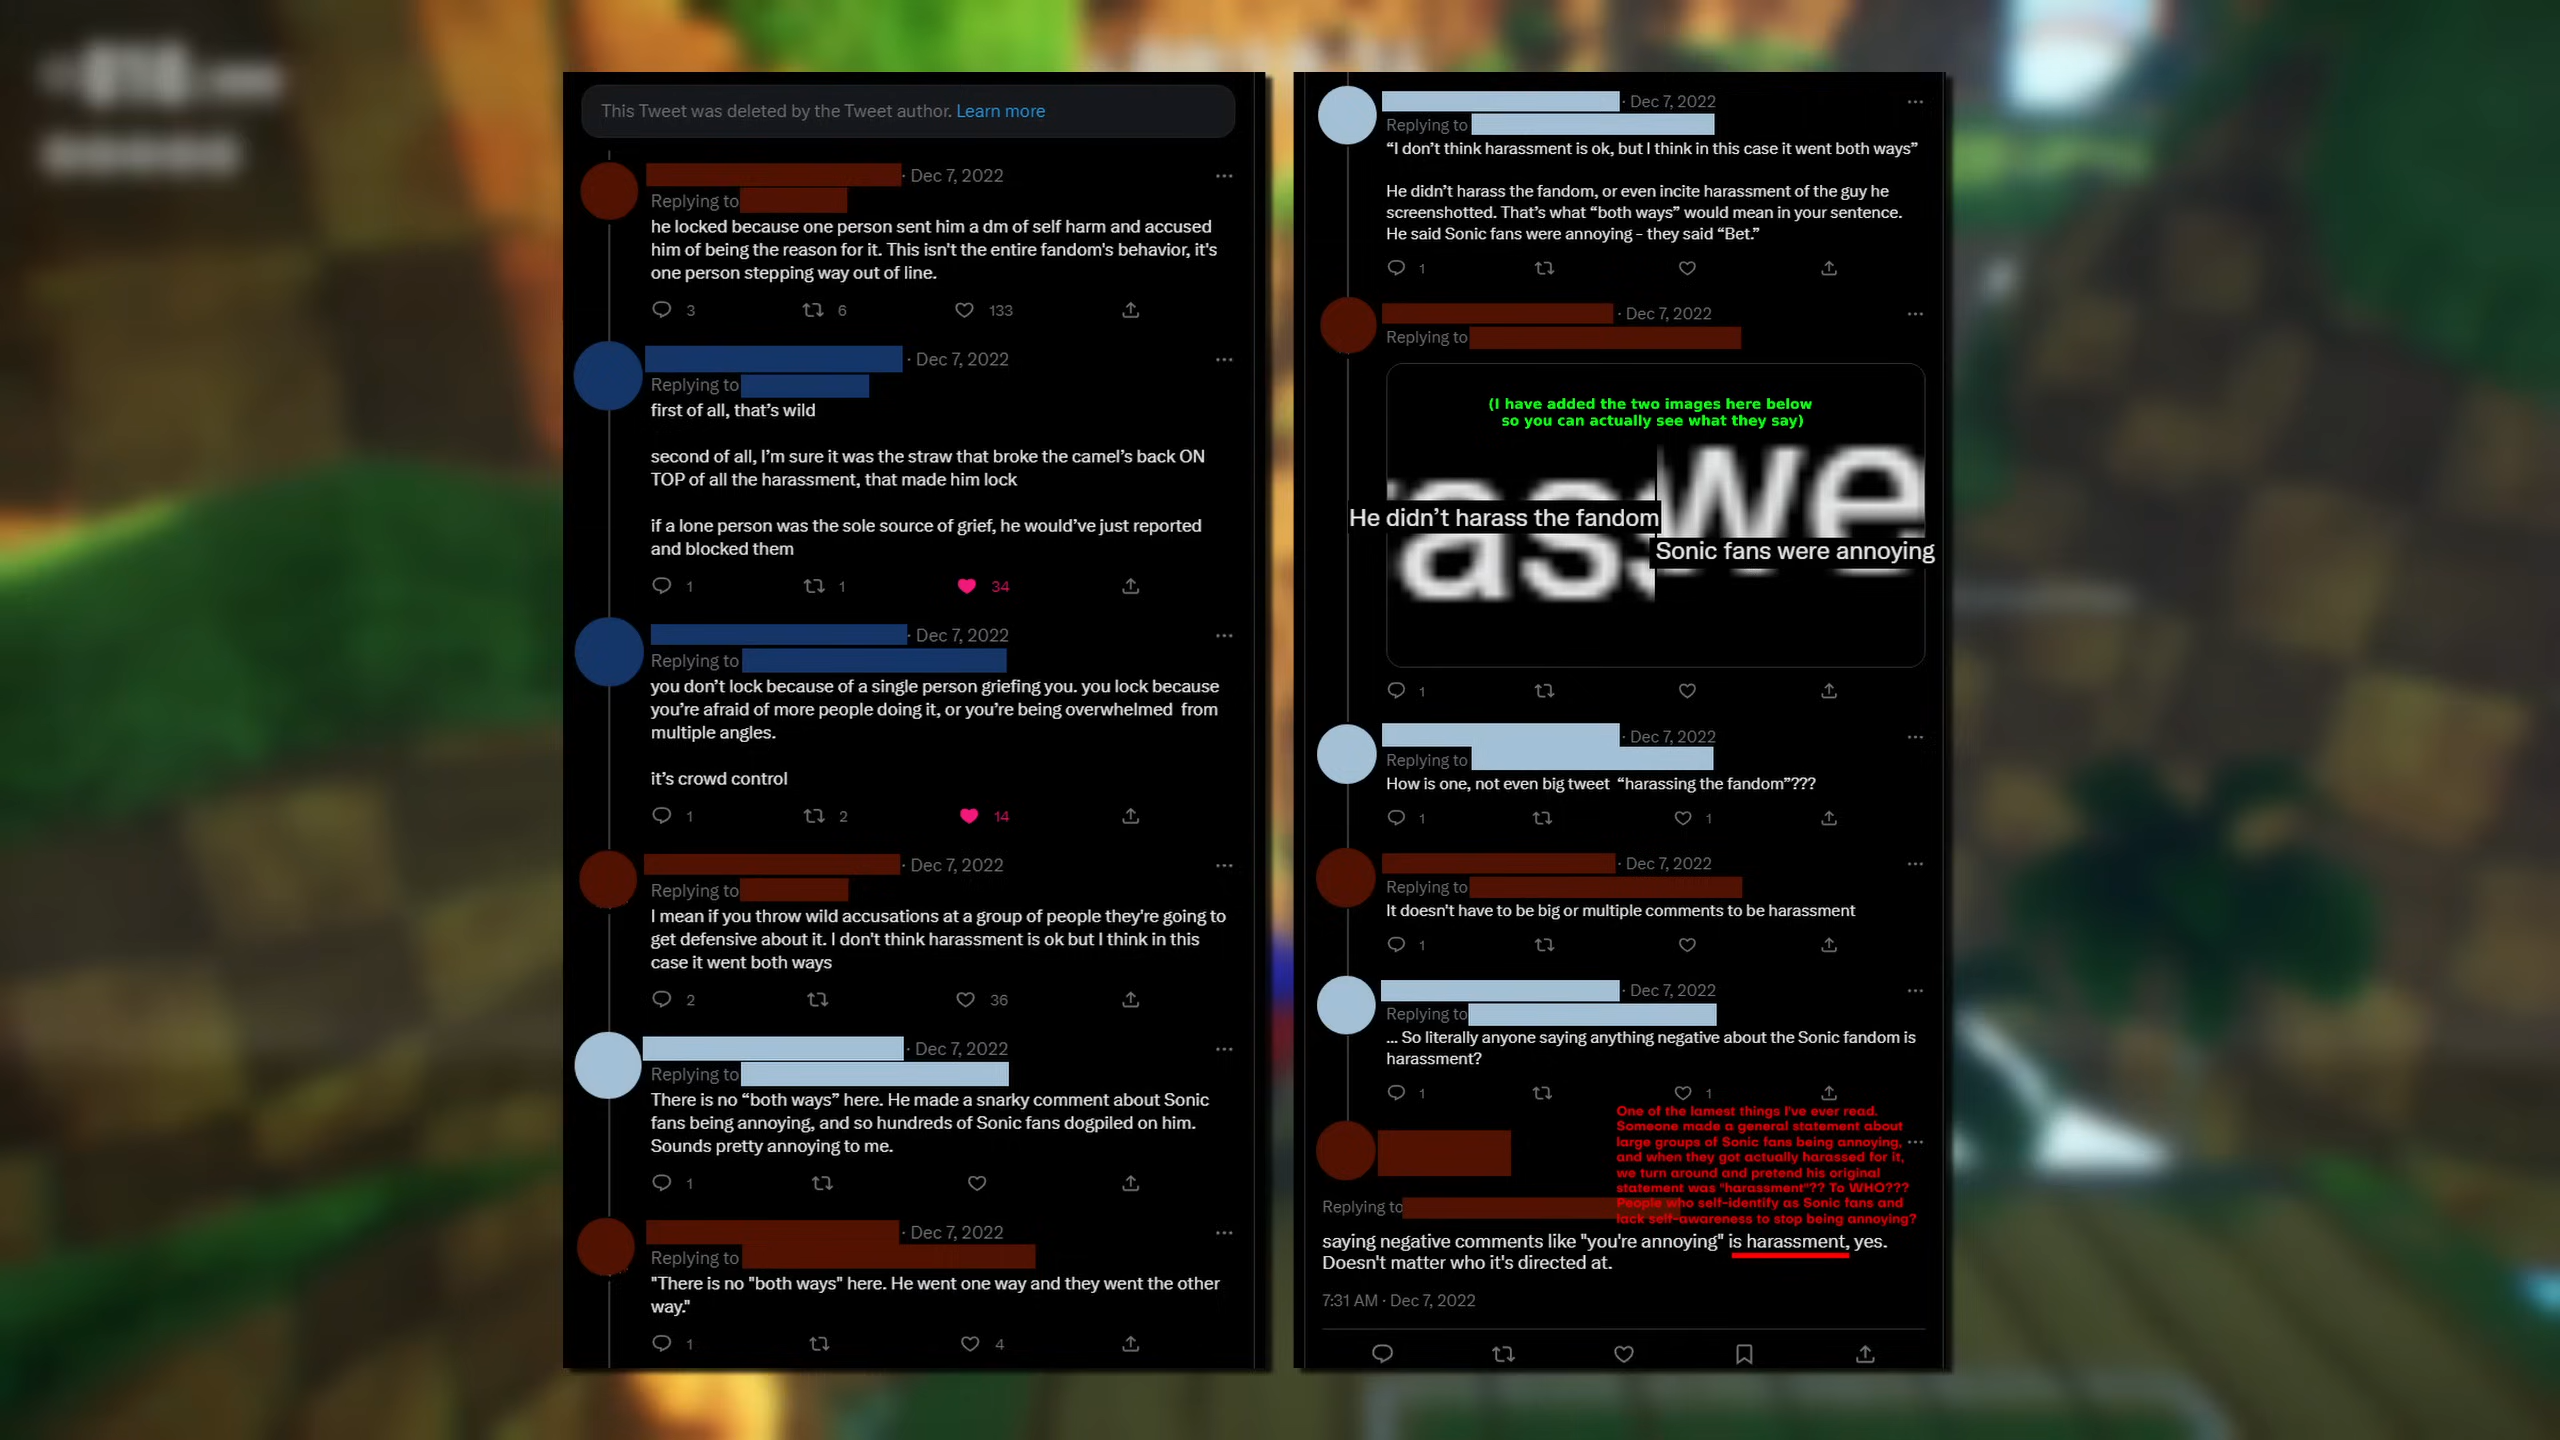 This Tweet was deleted by the Tweet author. Learn more
· Dec 7, 2022
Replying to
he locked because one person sent him a dm of self harm and accused
him of being the reason for it. This isn't the entire fandom's behavior, it's
one person stepping way out of line.
3 6 133
· Dec 7, 2022
Replying to
first of all, that’s wild
second of all, I’m sure it was the straw that broke the camel’s back ON
TOP of all the harassment, that made him lock
if a lone person was the sole source of grief, he would’ve just reported
and blocked them
1 1 34
· Dec 7, 2022
Replying to
you don’t lock because of a single person griefing you. you lock because
you’re afraid of more people doing it, or you’re being overwhelmed from
multiple angles.
it’s crowd control
1 2 14
· Dec 7, 2022
Replying to
I mean if you throw wild accusations at a group of people they're going to
get defensive about it. I don't think harassment is ok but I think in this
case it went both ways
2 36
· Dec 7, 2022
Replying to
There is no “both ways” here. He made a snarky comment about Sonic
fans being annoying, and so hundreds of Sonic fans dogpiled on him.
Sounds pretty annoying to me.
1
· Dec 7, 2022
Replying to
"There is no "both ways" here. He went one way and they went the other
way."
1 4
· Dec 7, 2022
Replying to
“I don’t think harassment is ok, but I think in this case it went both ways”
He didn’t harass the fandom, or even incite harassment of the guy he
screenshotted. That’s what “both ways” would mean in your sentence.
He said Sonic fans were annoying - they said “Bet.”
1
· Dec 7, 2022
Replying to
(I have added the two images here below
so you can actually see what they say)
ass we
He didn’t harass the fandom
Sonic fans were annoying
1
· Dec 7, 2022
Replying to
How is one, not even big tweet “harassing the fandom”???
1 1
· Dec 7, 2022
Replying to
It doesn't have to be big or multiple comments to be harassment
1
· Dec 7, 2022
Replying to
... So literally anyone saying anything negative about the Sonic fandom is
harassment?
1 1
One of the lamest things I've ever read.
Someone made a general statement about
large groups of Sonic fans being annoying,
and when they got actually harassed for it,
we turn around and pretend his original
statement was "harassment"?? To WHO???
People who self-identify as Sonic fans and
lack self-awareness to stop being annoying?
Replying to
saying negative comments like "you're annoying" is harassment, yes.
Doesn't matter who it's directed at.
7:31 AM · Dec 7, 2022